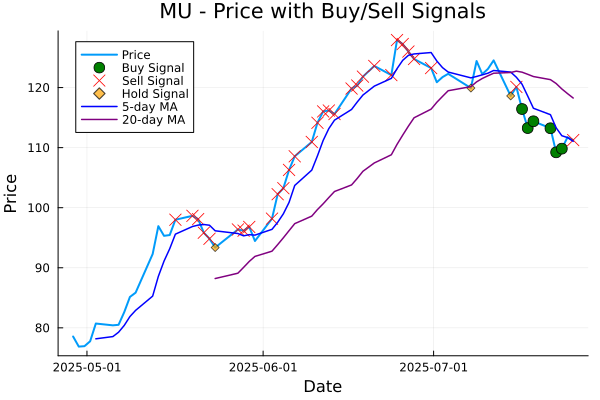 MU - Price with Buy/Sell Signals
Price
Buy Signal
Sell Signal
Hold Signal
5-day MA
20-day MA
Price
120
110
100
90
80
2025-05-01
2025-06-01
2025-07-01
Date